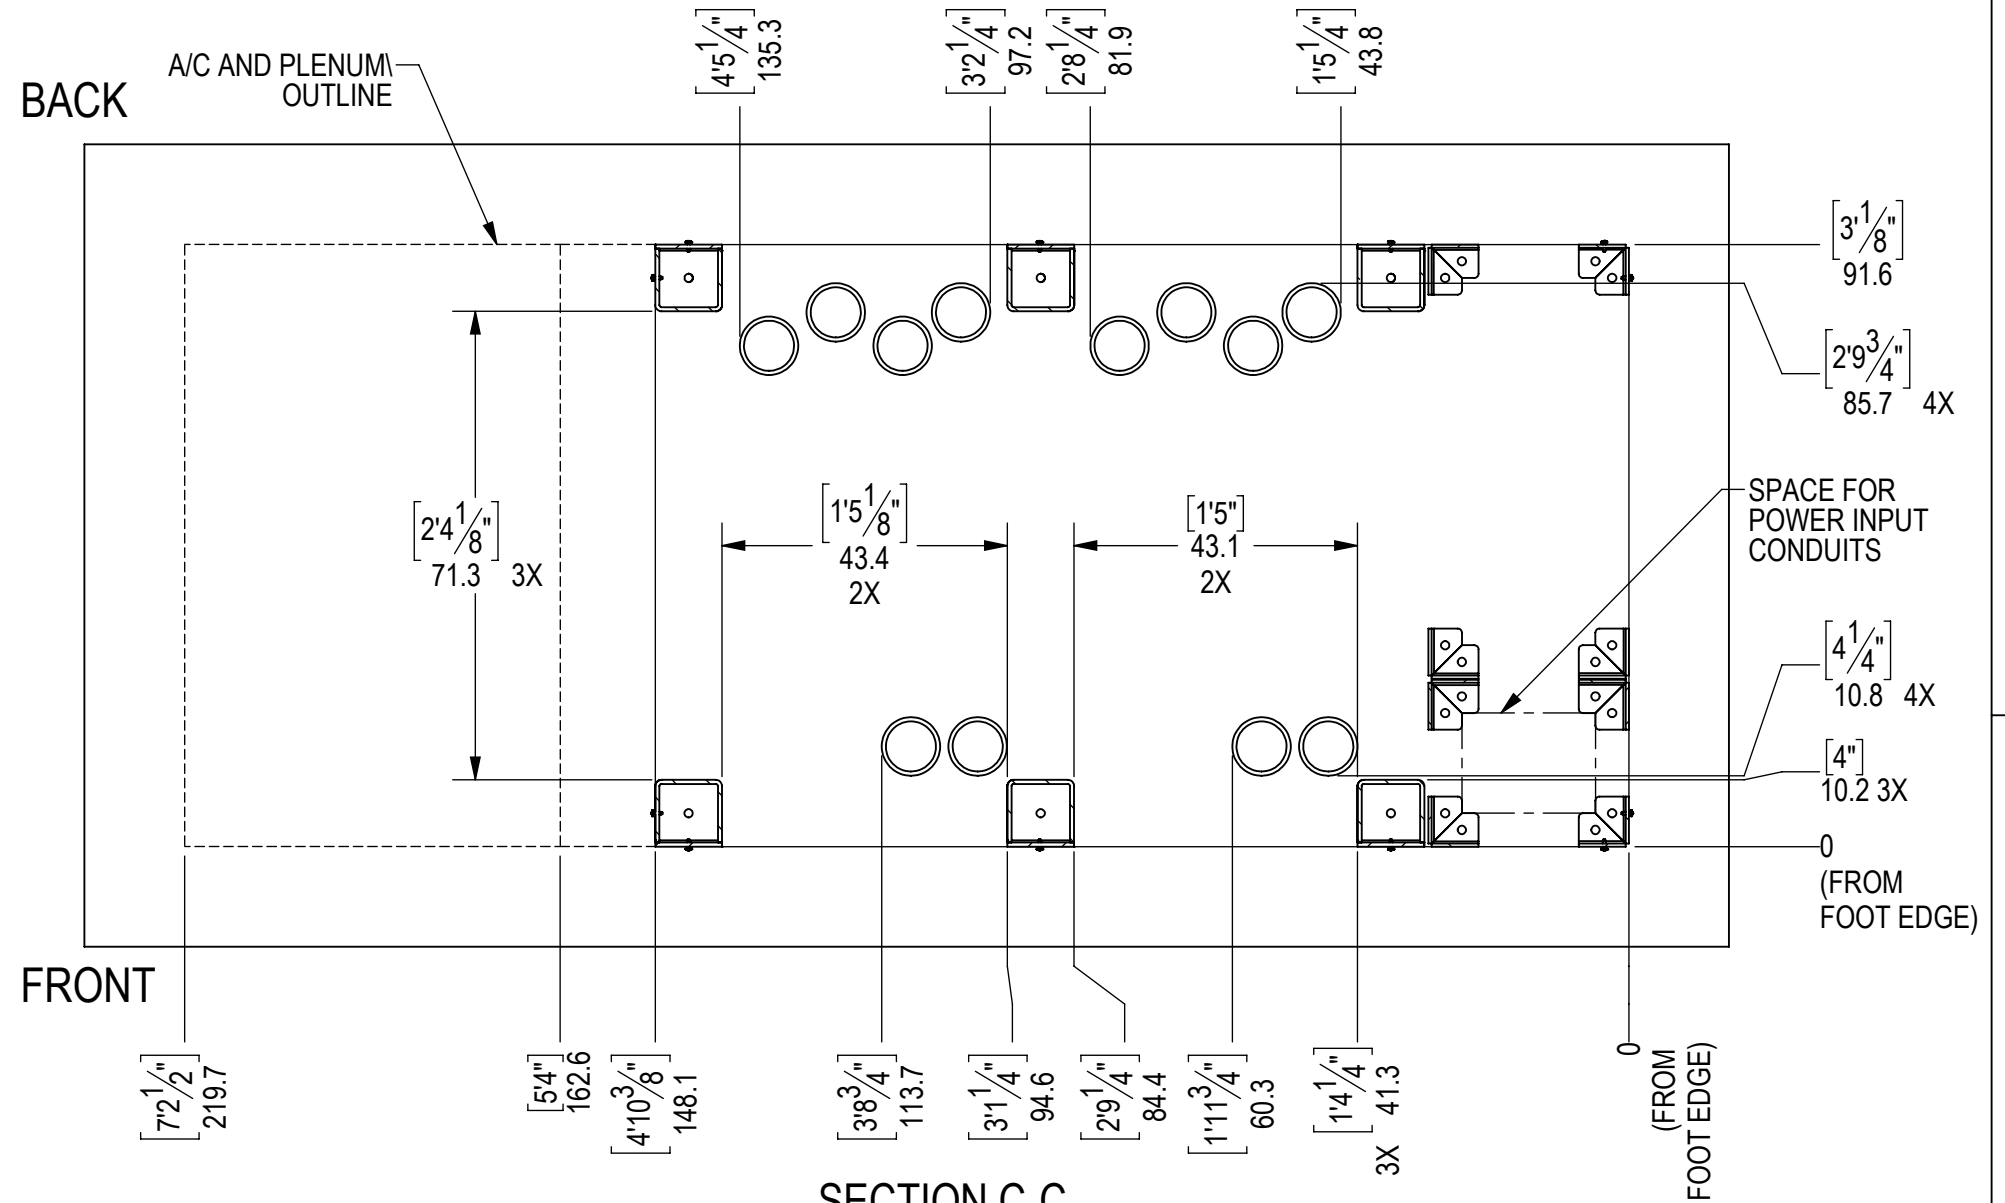 [4'5 1/4"]
135.3
[3'2 1/4"]
97.2
[2'8 1/4"]
81.9
[1'5 1/4"]
43.8
A/C AND PLENUM\
OUTLINE
BACK
[3' 1/8"]
91.6
[2'9 3/4"]
85.7 4X
[2'4 1/8"]
71.3 3X
[1'5 1/8"]
43.4
2X
[1'5"]
43.1
2X
SPACE FOR
POWER INPUT
CONDUITS
[4 1/4"]
10.8 4X
[4"]
10.2 3X
0
(FROM
FOOT EDGE)
FRONT
[7'2 1/2"]
219.7
[5'4"]
162.6
[4'10 3/8"]
148.1
[3'8 3/4"]
113.7
[3'1 1/4"]
94.6
[2'9 1/4"]
84.4
[1'11 3/4"]
60.3
[1'4 1/4"]
3X 41.3
0
(FROM
FOOT EDGE)
SECTION C-C